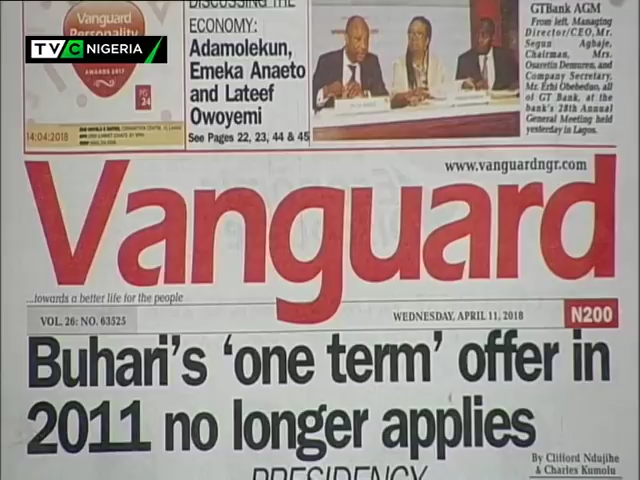 TVC NIGERIA
Vanguard
Personality
AWARDS 2017
PG
24
14:04:2018
DISCUSSING THE
ECONOMY:
Adamolekun,
Emeka Anaeto
and Lateef
Owoyemi
See Pages 22, 23, 44 & 45
GTBank AGM
From left, Managing
Director/CEO, Mr.
Segun Agbaje,
Chairman, Mrs.
Osaretin Demuren, and
Company Secretary,
Mr. Erhi Obebeduo, all
of GT Bank, at the
bank's 28th Annual
General Meeting held
yesterday in Lagos.
www.vanguardngr.com
Vanguard
...towards a better life for the people
VOL. 26: NO. 63525
WEDNESDAY, APRIL 11, 2018
N200
Buhari's 'one term' offer in
2011 no longer applies
By Clifford Ndujihe
& Charles Kumolu
PRESIDENCY